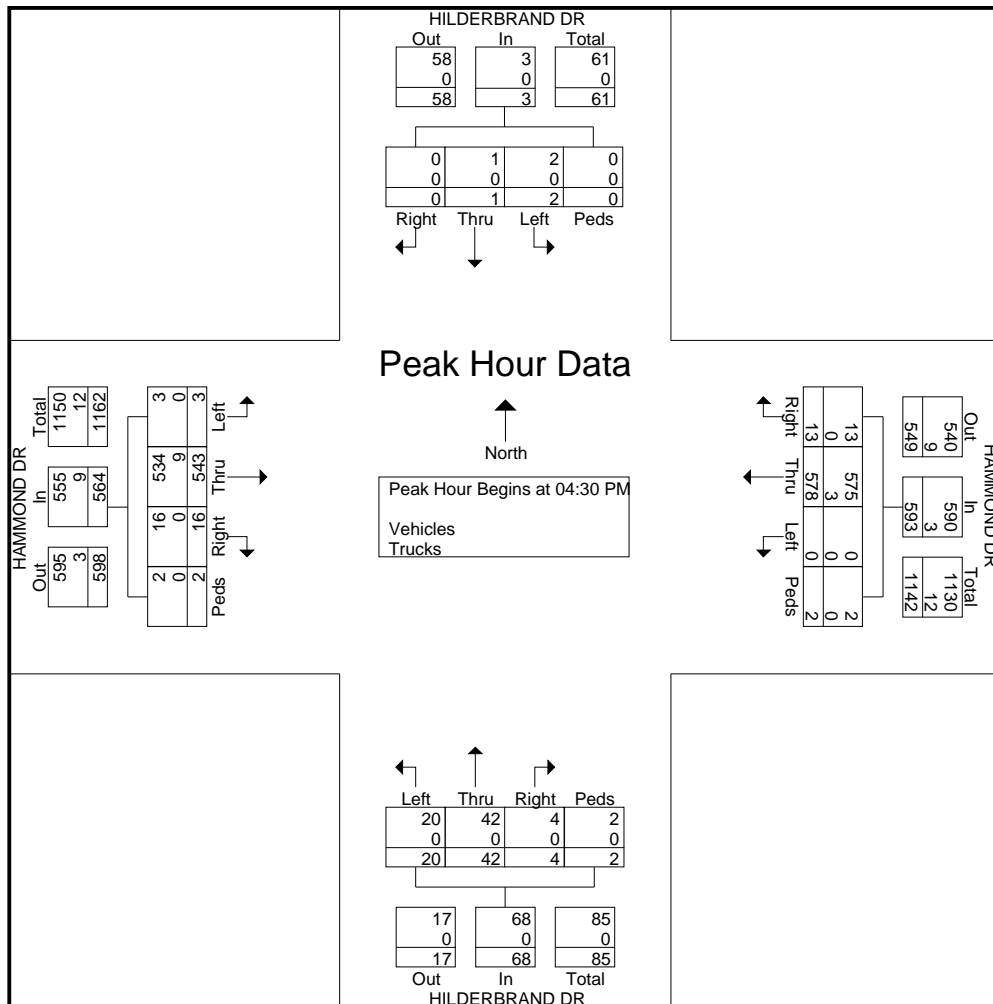 HILDERBRAND DR
Out In Total
58 3 61
0 0 0
58 3 61
0 1 2 0
0 0 0 0
0 1 2 0
Right Thru Left Peds
Peak Hour Data
North
Peak Hour Begins at 04:30 PM
Vehicles
Trucks
HAMMOND DR
Out In Total
595 555 1150
3 9 12
598 564 1162
Peds Right Thru Left
2 16 534 3
0 0 9 0
2 16 543 3
HAMMOND DR
Out In Total
540 590 1130
9 3 12
549 593 1142
Right Thru Left Peds
13 575 0 2
0 3 0 0
13 578 0 2
Left Thru Right Peds
20 42 4 2
0 0 0 0
20 42 4 2
17 68 85
0 0 0
17 68 85
Out In Total
HILDERBRAND DR